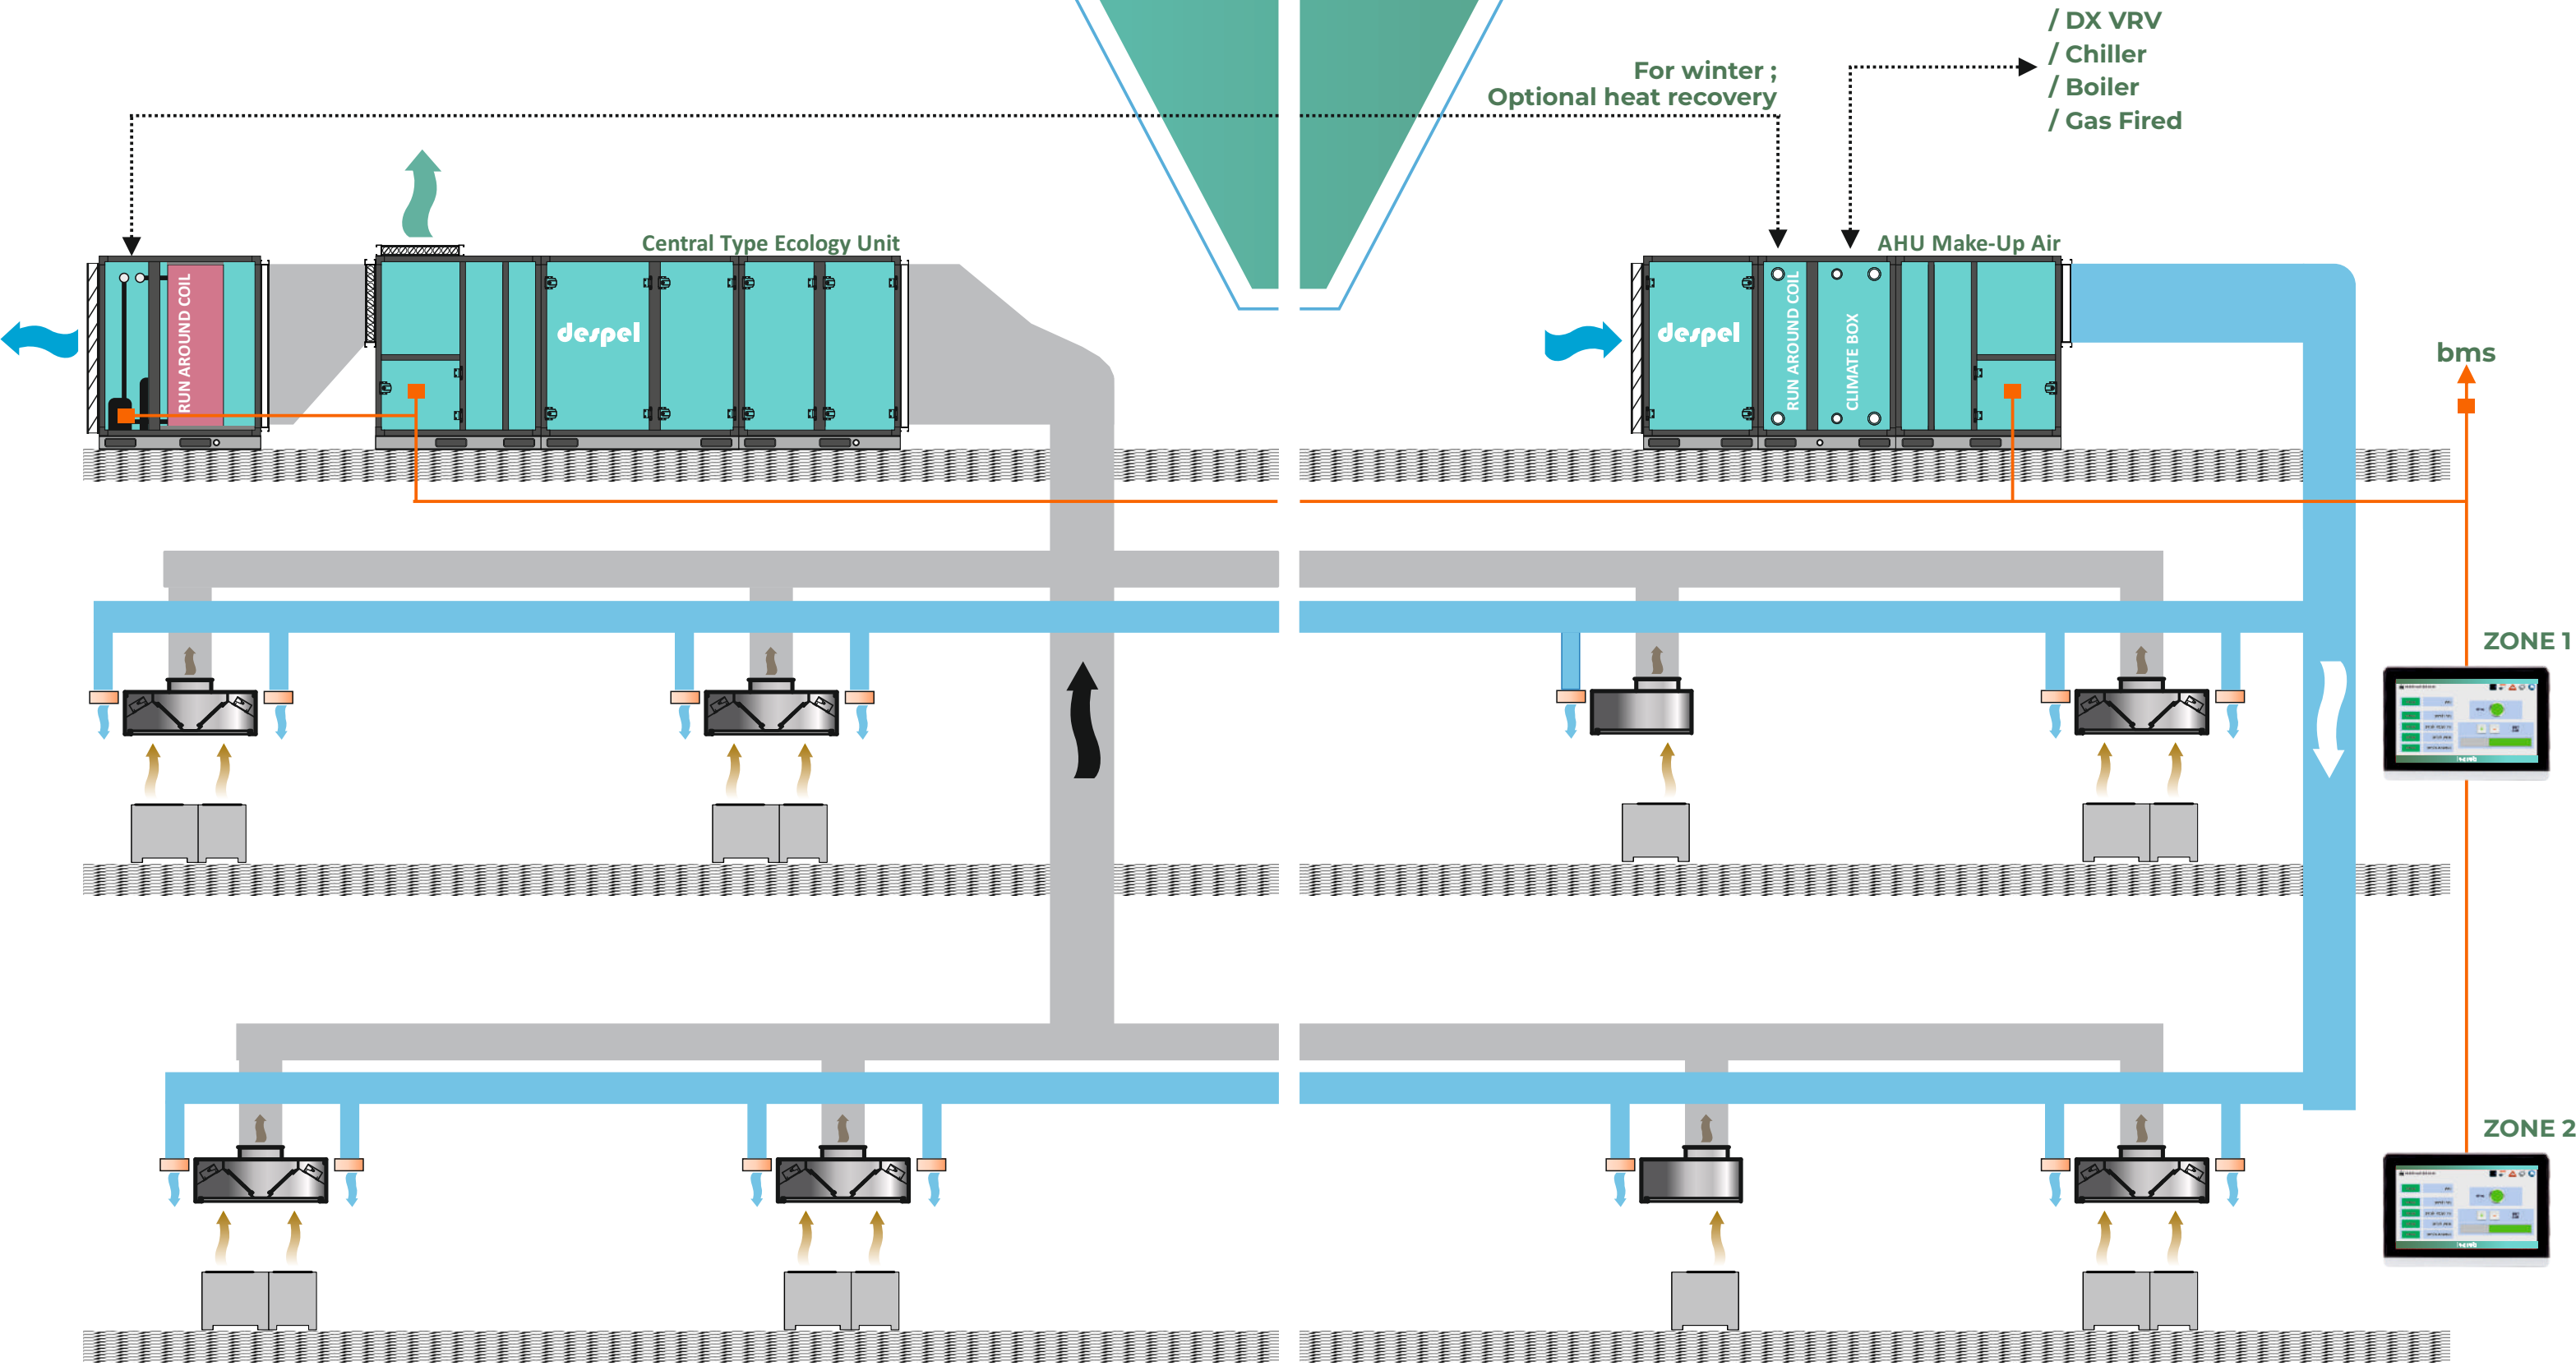 / DX VRV
/ Chiller
/ Boiler
/ Gas Fired
For winter ;
Optional heat recovery
Central Type Ecology Unit
AHU Make-Up Air
RUN AROUND COIL
despel
despel
RUN AROUND COIL
CLIMATE BOX
bms
ZONE 1
ZONE 2